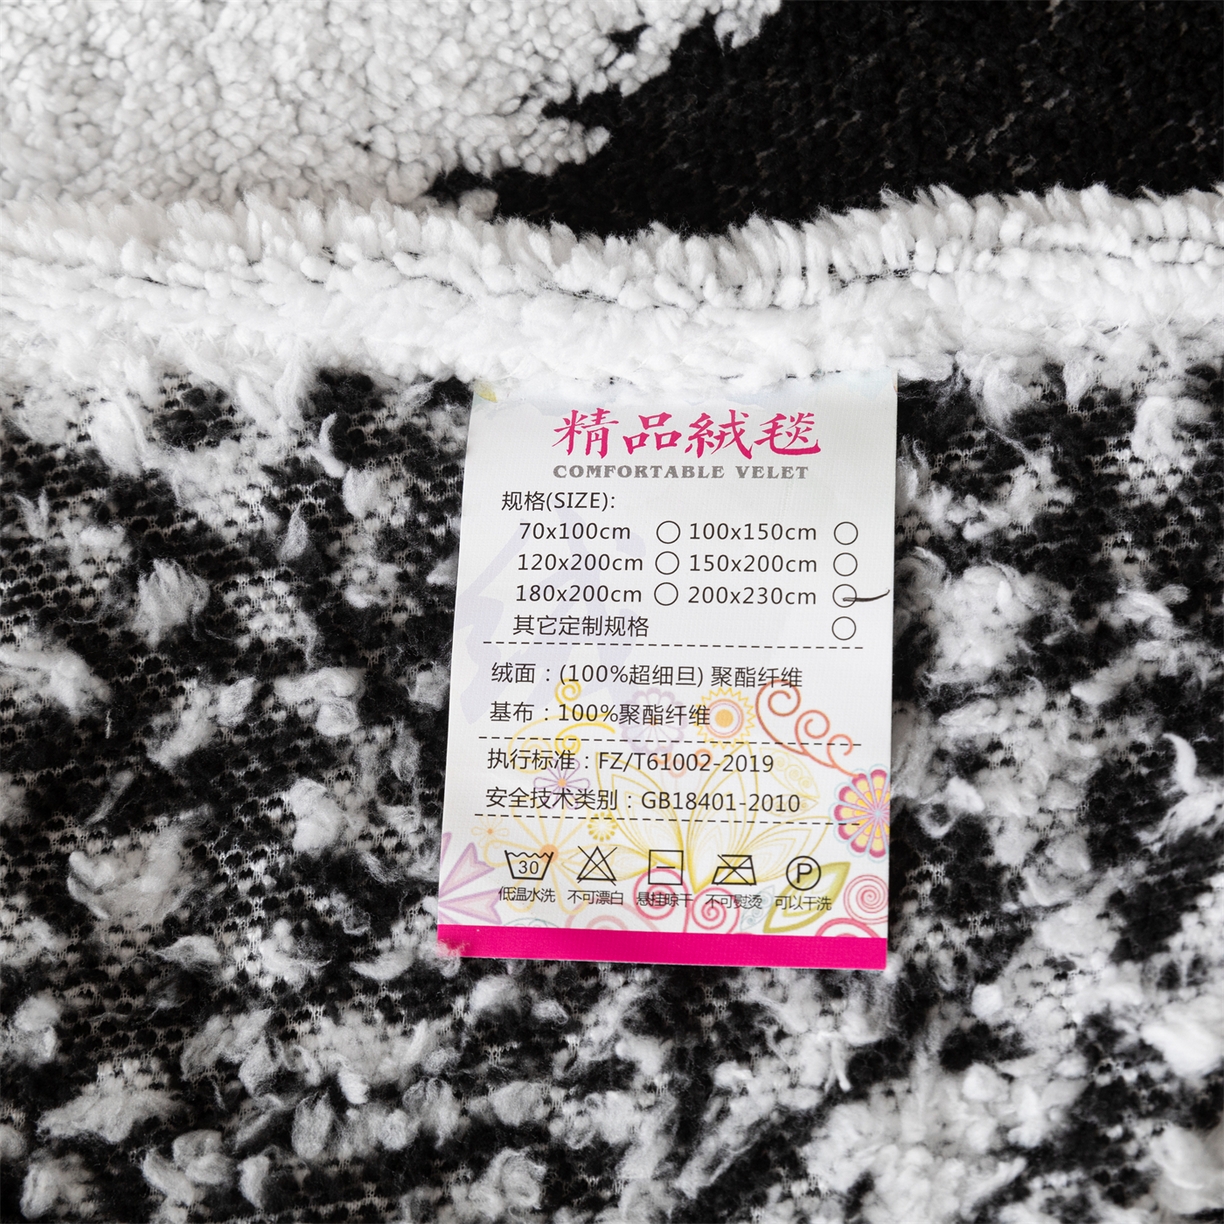 精品絨毯
COMFORTABLE VELET
规格(SIZE):
70x100cm 100x150cm
120x200cm 150x200cm
180x200cm 200x230cm
其它定制规格
绒面：(100%超细旦) 聚酯纤维
基布：100%聚酯纤维
执行标准：FZ/T61002-2019
安全技术类别：GB18401-2010
30 P
低温水洗 不可漂白 悬挂晾干 不可熨烫 可以干洗